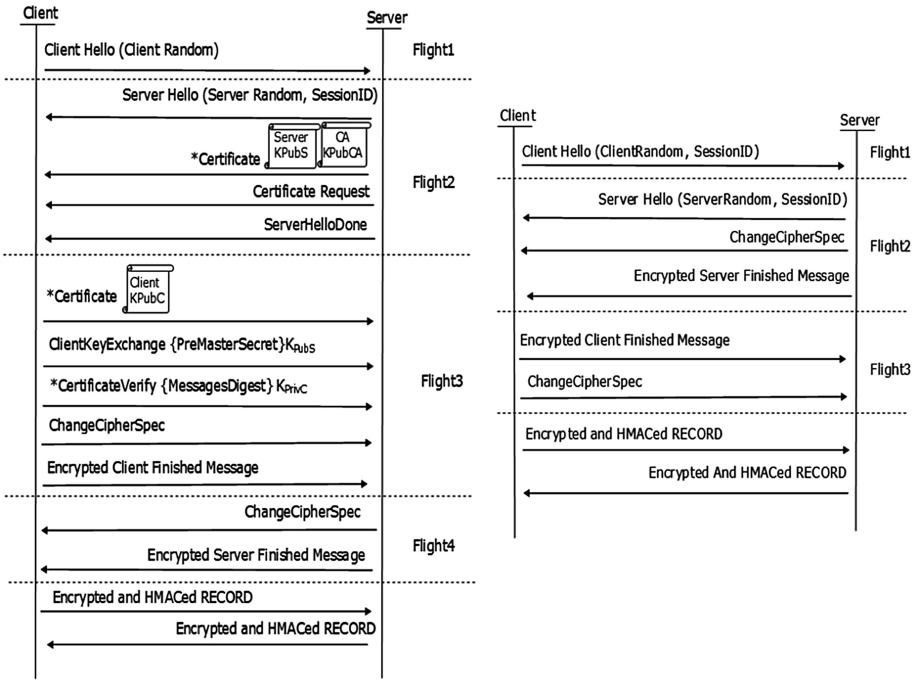 Client
Server
Client Hello (Client Random)
Flight1
Server Hello (Server Random, SessionID)
*Certificate
Server
KPubS
CA
KPubCA
Flight2
Certificate Request
ServerHelloDone
*Certificate
Client
KPubC
ClientKeyExchange {PreMasterSecret}KPubS
*CertificateVerify {MessagesDigest} KPrivC
Flight3
ChangeCipherSpec
Encrypted Client Finished Message
ChangeCipherSpec
Flight4
Encrypted Server Finished Message
Encrypted and HMACed RECORD
Encrypted and HMACed RECORD
Client
Server
Client Hello (ClientRandom, SessionID)
Flight1
Server Hello (ServerRandom, SessionID)
ChangeCipherSpec
Flight2
Encrypted Server Finished Message
Encrypted Client Finished Message
Flight3
ChangeCipherSpec
Encrypted and HMACed RECORD
Encrypted And HMACed RECORD